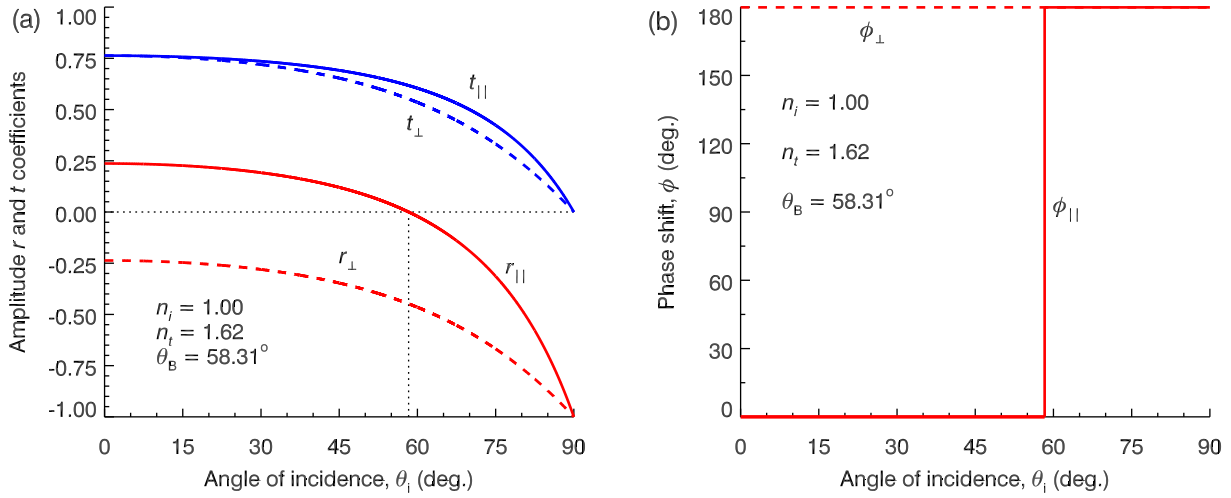 (a)
Amplitude r and t coefficients
1.00
0.75
0.50
0.25
0.00
-0.25
-0.50
-0.75
-1.00
t||
t⊥
r⊥
r||
nᵢ = 1.00
nₜ = 1.62
θB = 58.31°
0 15 30 45 60 75 90
Angle of incidence, θᵢ (deg.)
(b)
Phase shift, ϕ (deg.)
180
150
120
90
60
30
0
ϕ⊥
nᵢ = 1.00
nₜ = 1.62
θB = 58.31°
ϕ||
0 15 30 45 60 75 90
Angle of incidence, θᵢ (deg.)